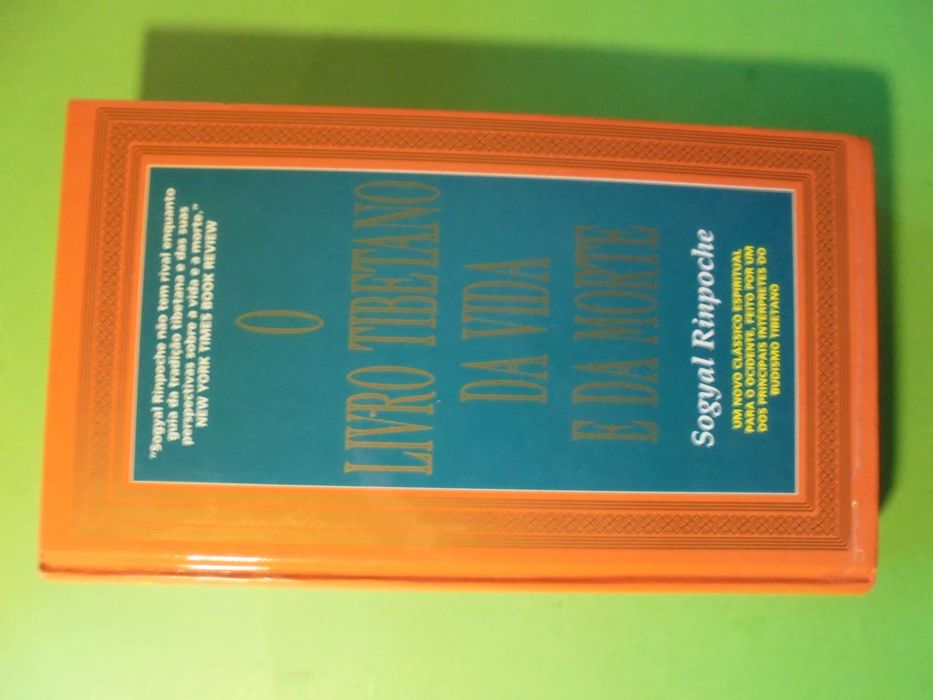 "Sogyal Rinpoche não tem rival enquanto
guia da tradição tibetana e das suas
perspectivas sobre a vida e a morte."
NEW YORK TIMES BOOK REVIEW
O
LIVRO TIBETANO
DA VIDA
E DA MORTE
Sogyal Rinpoche
UM NOVO CLÁSSICO ESPIRITUAL
PARA O OCIDENTE, FEITO POR UM
DOS PRINCIPAIS INTÉRPRETES DO
BUDISMO TIBETANO